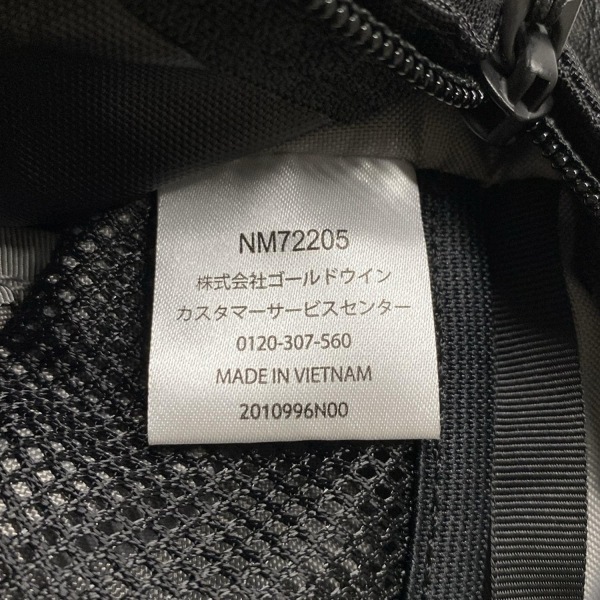 NM72205
株式会社ゴールドウイン
カスタマーサービスセンター
0120-307-560
MADE IN VIETNAM
2010996N00